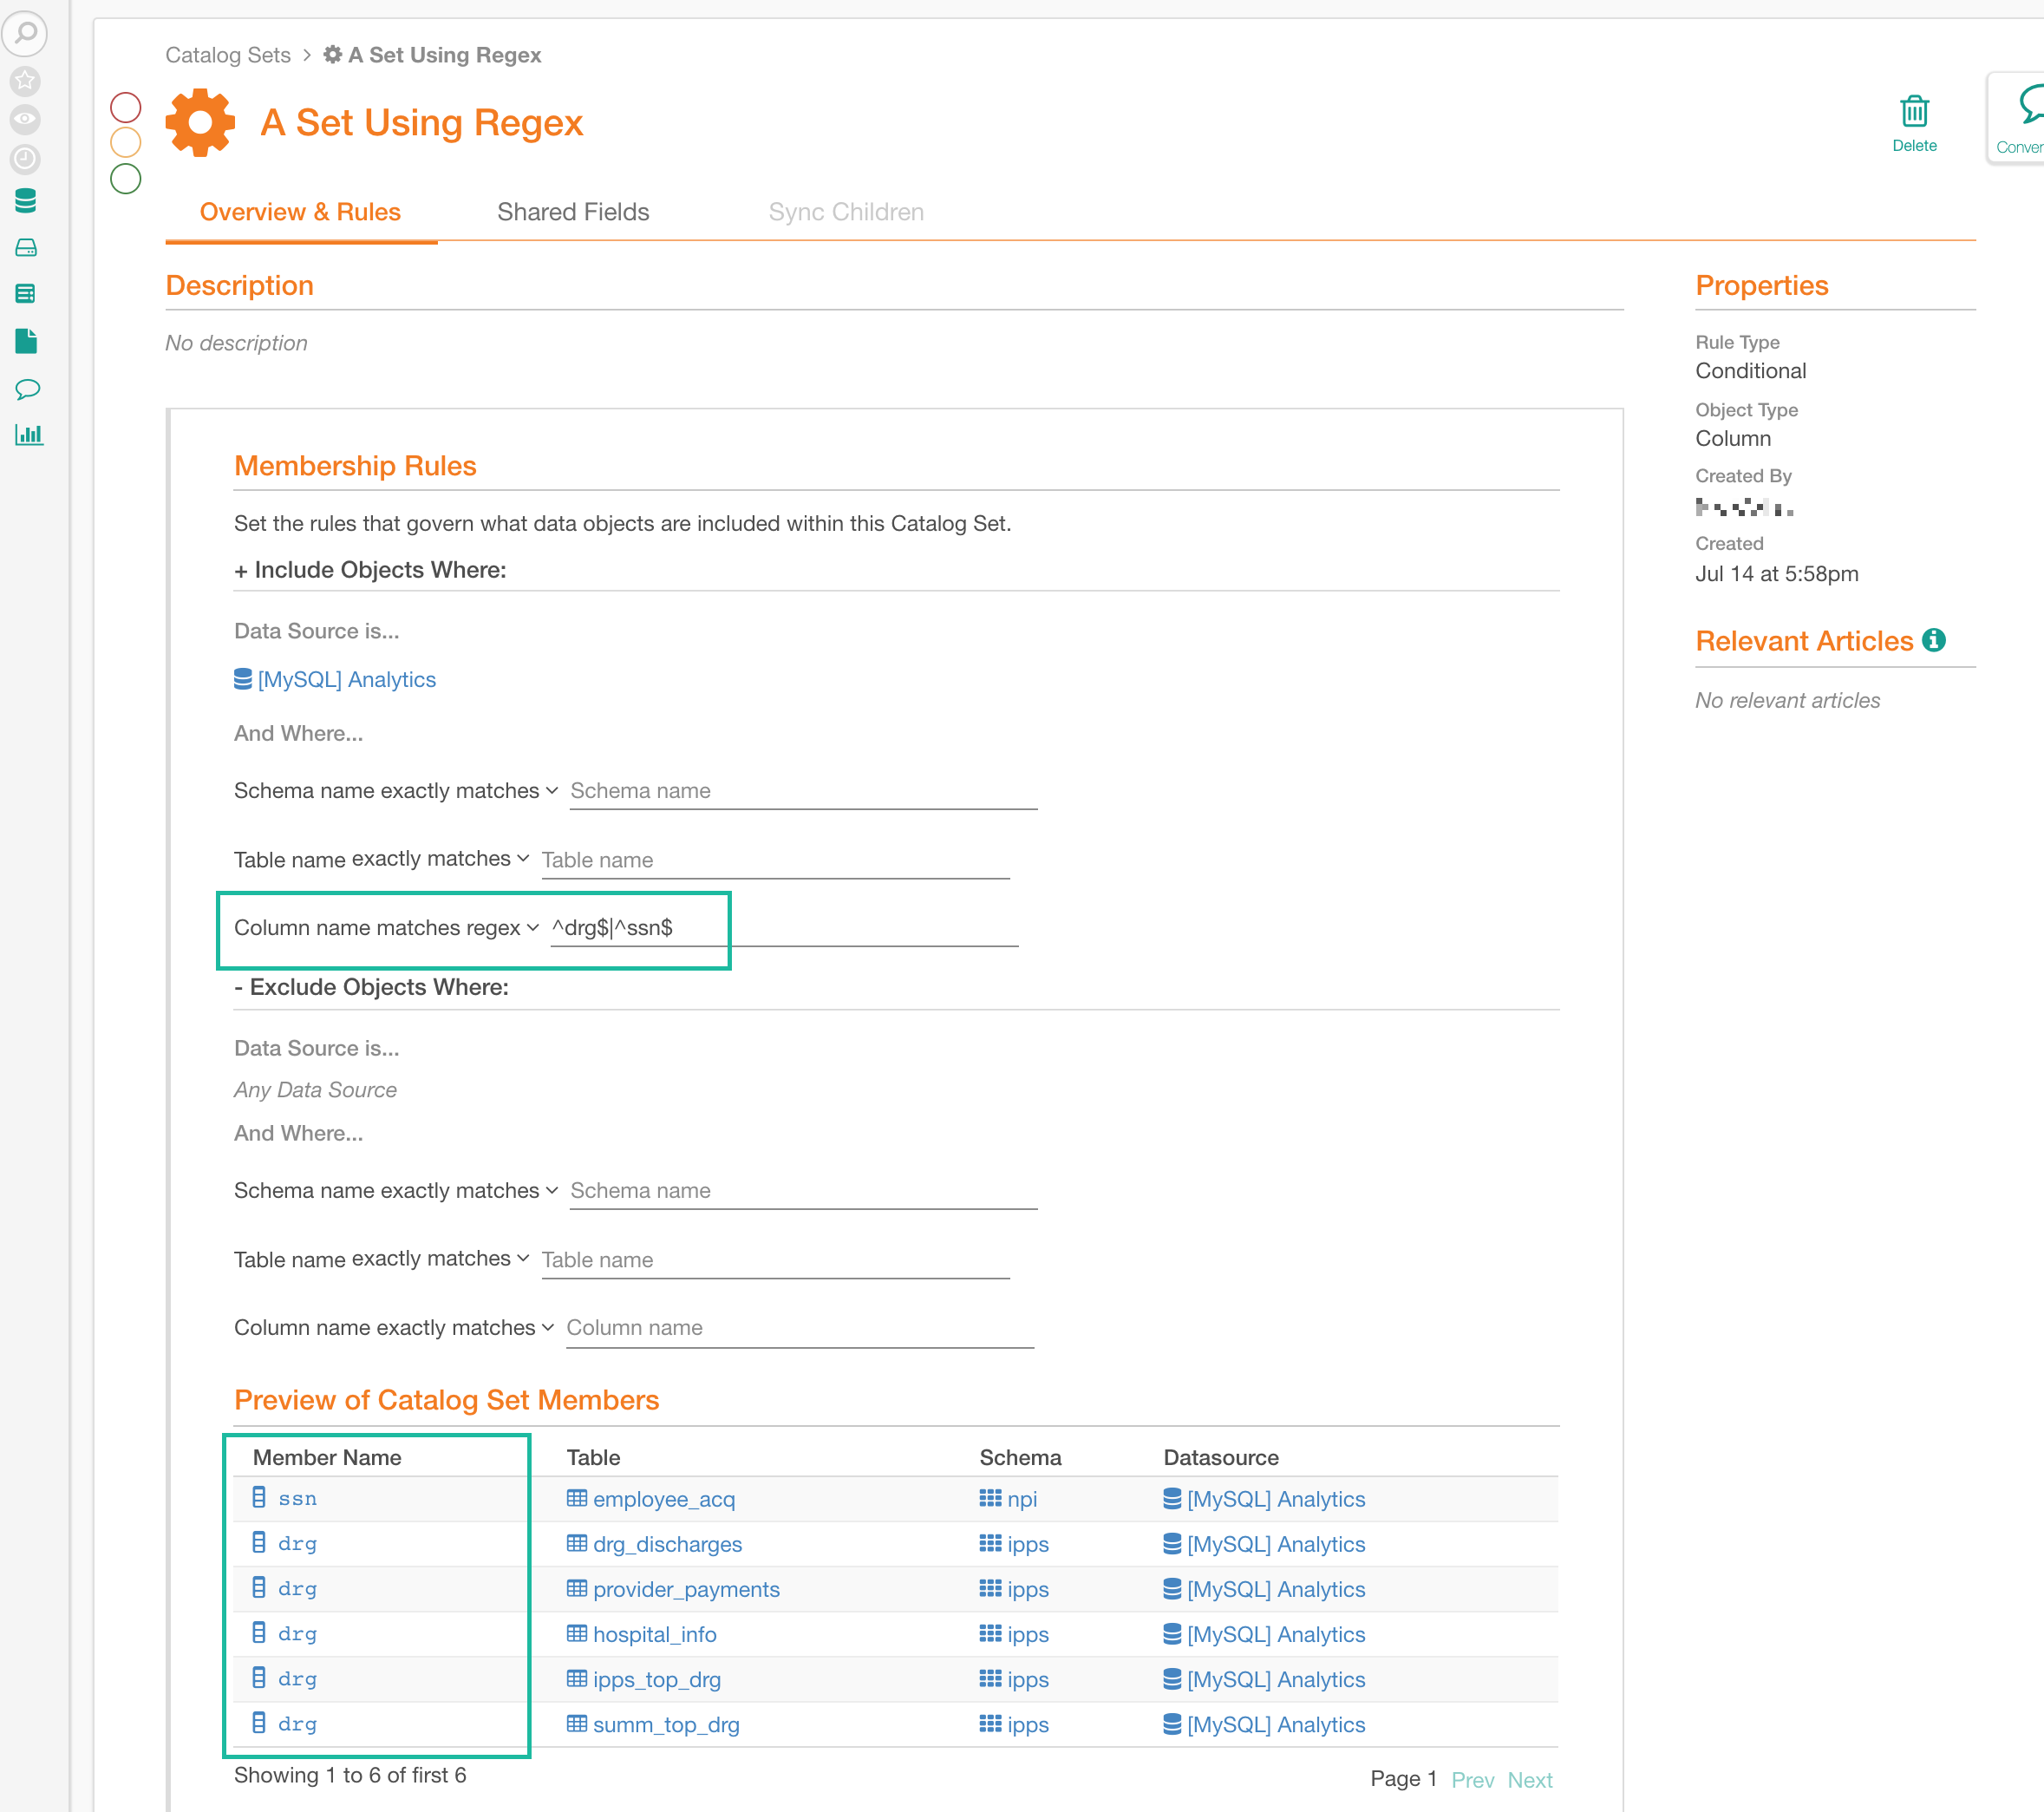 Catalog Sets > A Set Using Regex
A Set Using Regex
Delete
Overview & Rules
Shared Fields
Sync Children
Description
No description
Membership Rules
Set the rules that govern what data objects are included within this Catalog Set.
+ Include Objects Where:
Data Source is...
[MySQL] Analytics
And Where...
Schema name exactly matches Schema name
Table name exactly matches Table name
Column name matches regex ^drg$|^ssn$
- Exclude Objects Where:
Data Source is...
Any Data Source
And Where...
Schema name exactly matches Schema name
Table name exactly matches Table name
Column name exactly matches Column name
Preview of Catalog Set Members
Member Name Table Schema Datasource
ssn employee_acq npi [MySQL] Analytics
drg drg_discharges ipps [MySQL] Analytics
drg provider_payments ipps [MySQL] Analytics
drg hospital_info ipps [MySQL] Analytics
drg ipps_top_drg ipps [MySQL] Analytics
drg summ_top_drg ipps [MySQL] Analytics
Showing 1 to 6 of first 6
Page 1 Prev Next
Properties
Rule Type
Conditional
Object Type
Column
Created By
Created
Jul 14 at 5:58pm
Relevant Articles
No relevant articles